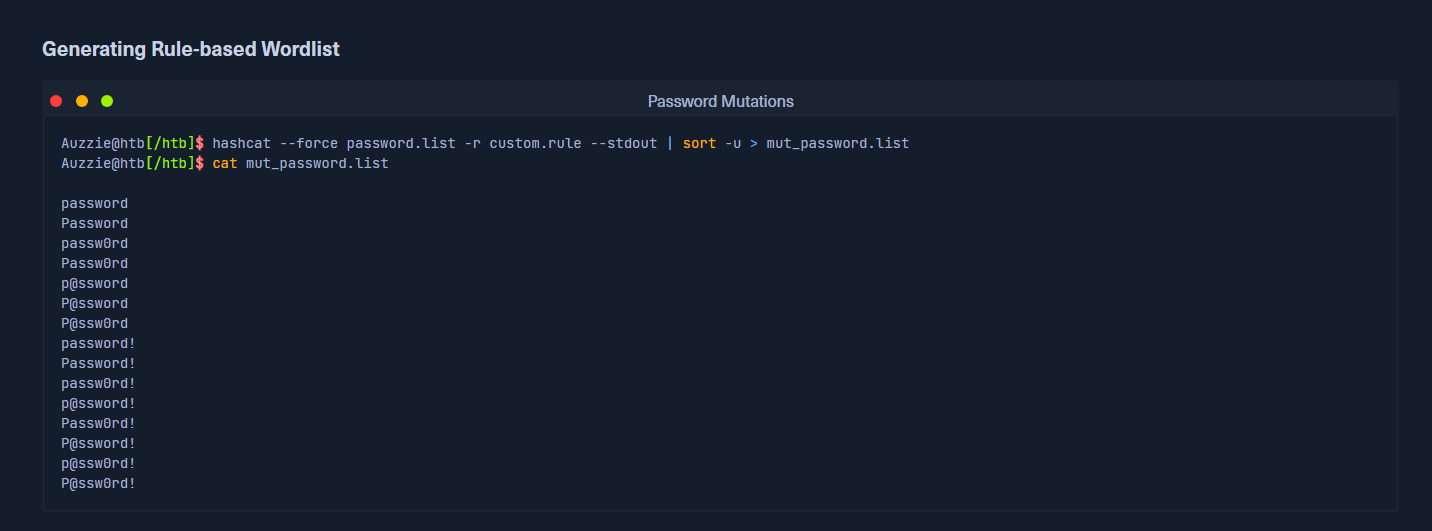 Generating Rule-based Wordlist
Password Mutations
Auzzie@htb[/htb]$ hashcat --force password.list -r custom.rule --stdout | sort -u > mut_password.list
Auzzie@htb[/htb]$ cat mut_password.list
password
Password
passw0rd
Passw0rd
p@ssword
P@ssword
P@ssw0rd
password!
Password!
passw0rd!
p@ssword!
Passw0rd!
P@ssword!
p@ssw0rd!
P@ssw0rd!